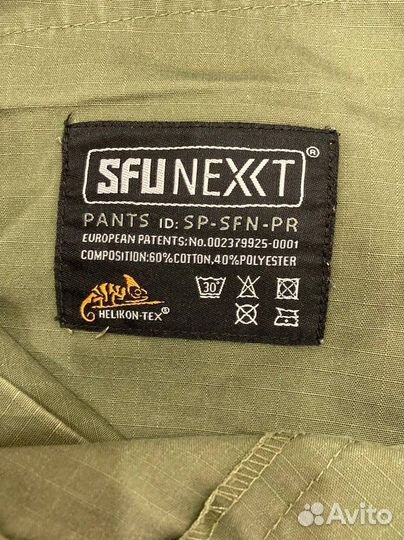 SFU NEXT®
PANTS ID: SP-SFN-PR
EUROPEAN PATENTS: No.002379925-0001
COMPOSITION: 60% COTTON, 40% POLYESTER
30°
HELIKON-TEX®
Avito